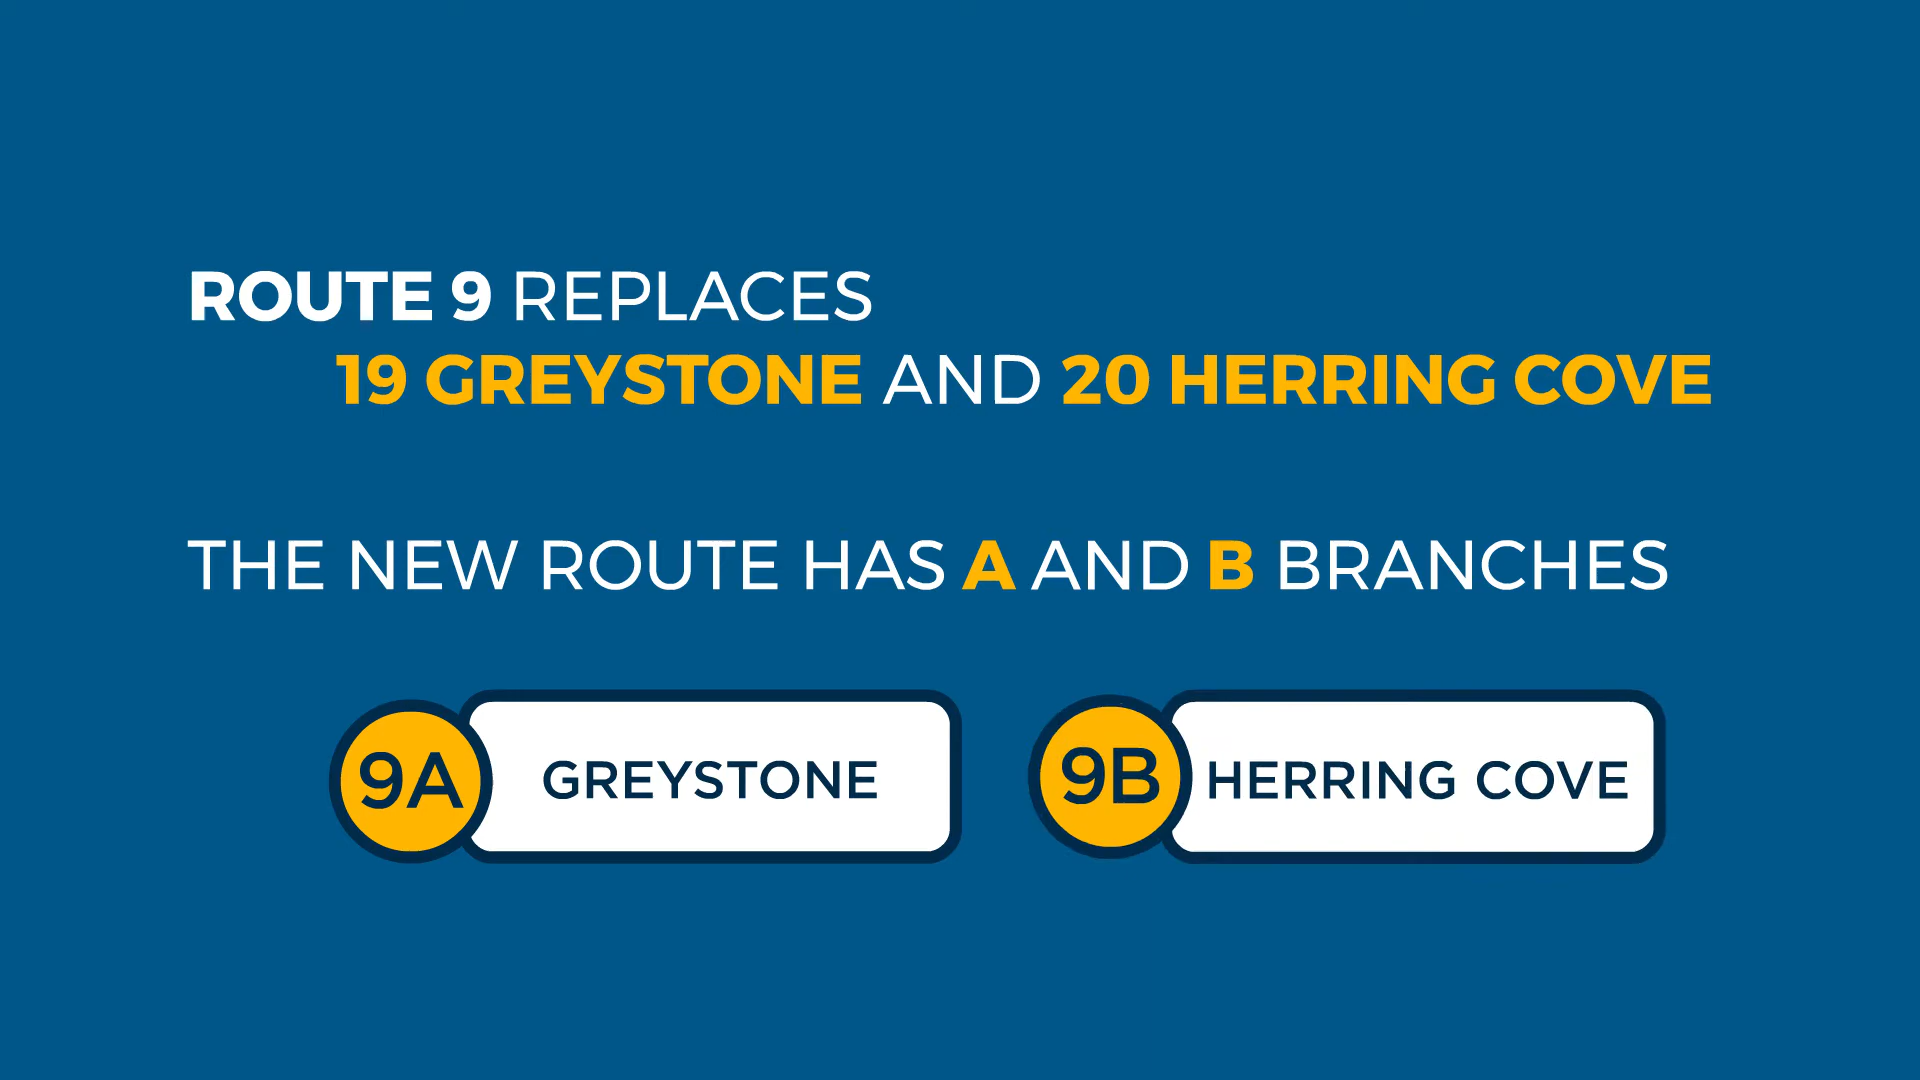 ROUTE 9 REPLACES
19 GREYSTONE AND 20 HERRING COVE
THE NEW ROUTE HAS A AND B BRANCHES
9A GREYSTONE
9B HERRING COVE